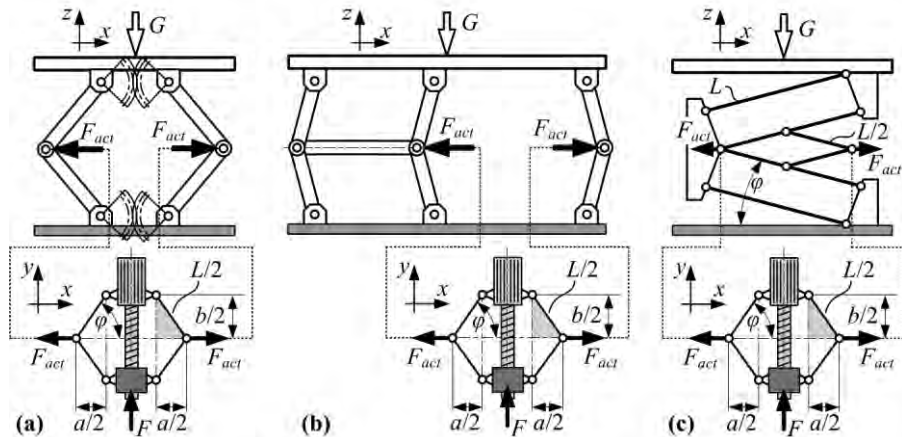 z
x
G
F_act
F_act
y
x
φ
L/2
b/2
F_act
F_act
(a)
a/2
F
a/2
z
x
G
F_act
F_act
y
x
φ
L/2
b/2
F_act
F_act
(b)
a/2
F
a/2
z
x
G
L
F_act
L/2
F_act
φ
y
x
φ
L/2
b/2
F_act
F_act
(c)
a/2
F
a/2